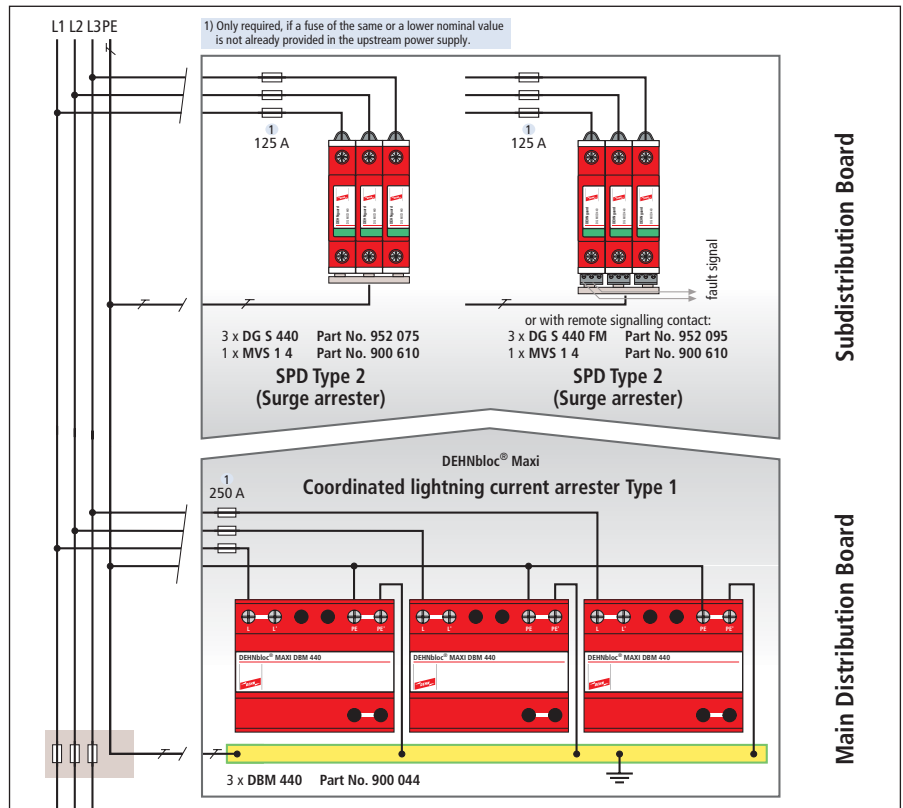 L1 L2 L3 PE
1) Only required, if a fuse of the same or a lower nominal value
is not already provided in the upstream power supply.
1
125 A
1
125 A
fault signal
3 x DG S 440 Part No. 952 075
1 x MVS 1 4 Part No. 900 610
SPD Type 2
(Surge arrester)
or with remote signalling contact:
3 x DG S 440 FM Part No. 952 095
1 x MVS 1 4 Part No. 900 610
SPD Type 2
(Surge arrester)
Subdistribution Board
DEHNbloc® Maxi
Coordinated lightning current arrester Type 1
1
250 A
L L' PE PE'
L L' PE PE'
L L' PE PE'
DEHNbloc® MAXI DBM 440
DEHNbloc® MAXI DBM 440
DEHNbloc® MAXI DBM 440
3 x DBM 440 Part No. 900 044
Main Distribution Board